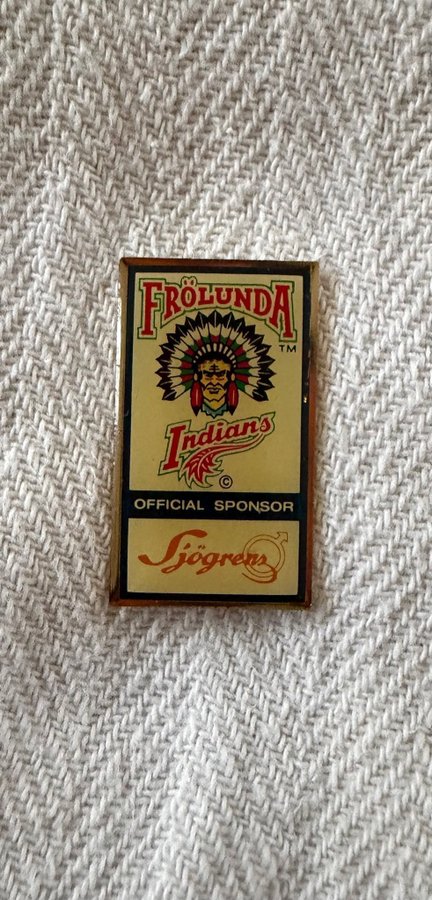 FRÖLUNDA
TM
Indians
©
OFFICIAL SPONSOR
Sjögrens